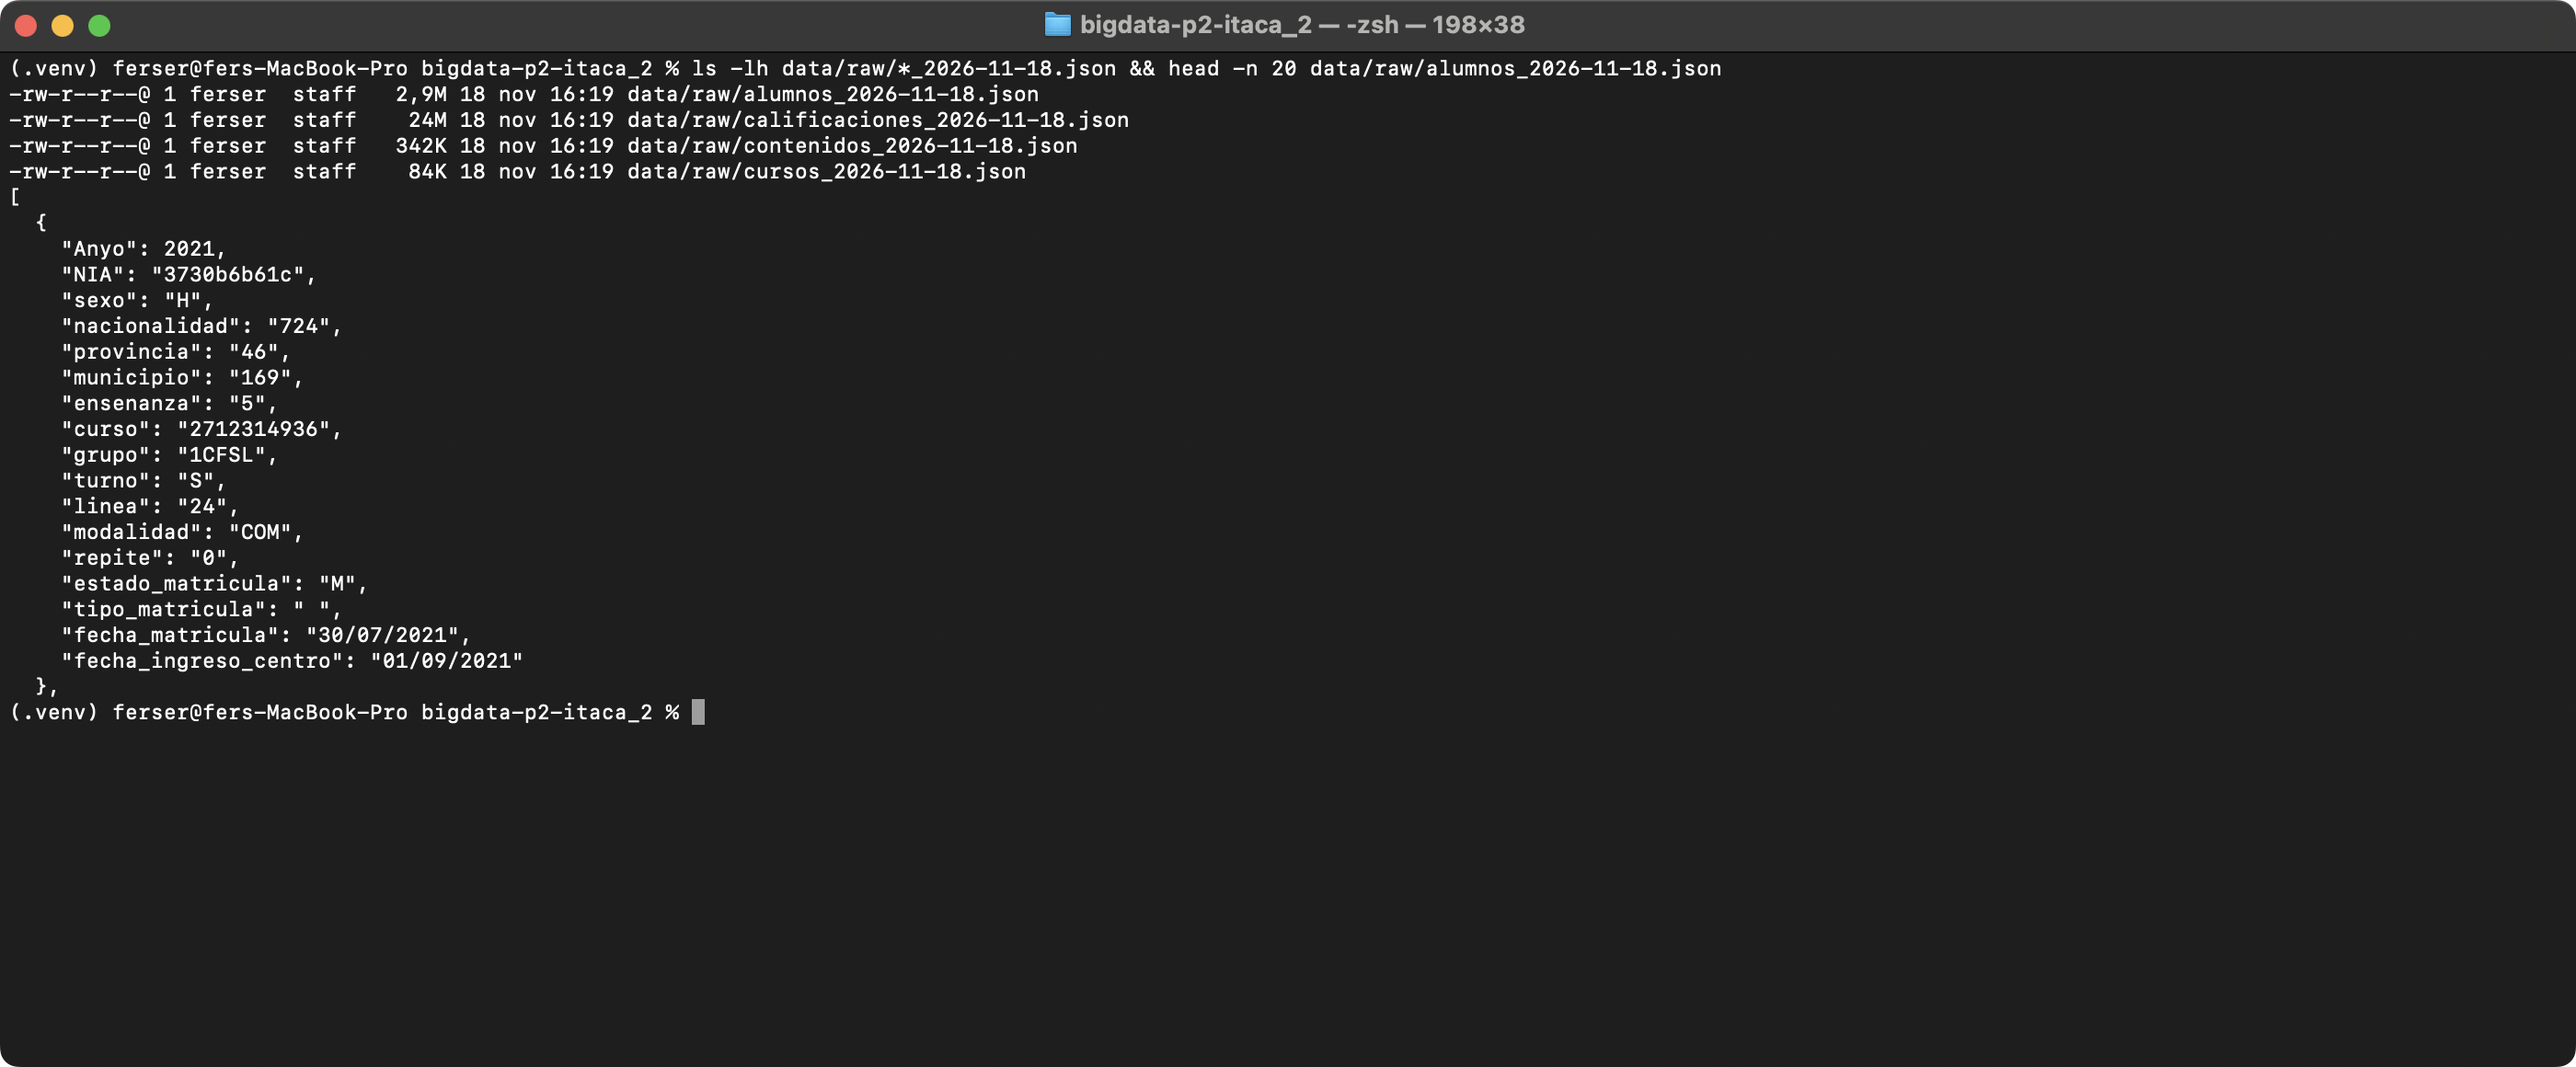 bigdata-p2-itaca_2 — -zsh — 198×38
(.venv) ferser@fers-MacBook-Pro bigdata-p2-itaca_2 % ls -lh data/raw/*_2026-11-18.json && head -n 20 data/raw/alumnos_2026-11-18.json
-rw-r--r--@ 1 ferser  staff   2,9M 18 nov 16:19 data/raw/alumnos_2026-11-18.json
-rw-r--r--@ 1 ferser  staff    24M 18 nov 16:19 data/raw/calificaciones_2026-11-18.json
-rw-r--r--@ 1 ferser  staff   342K 18 nov 16:19 data/raw/contenidos_2026-11-18.json
-rw-r--r--@ 1 ferser  staff    84K 18 nov 16:19 data/raw/cursos_2026-11-18.json
[
  {
    "Anyo": 2021,
    "NIA": "3730b6b61c",
    "sexo": "H",
    "nacionalidad": "724",
    "provincia": "46",
    "municipio": "169",
    "ensenanza": "5",
    "curso": "2712314936",
    "grupo": "1CFSL",
    "turno": "S",
    "linea": "24",
    "modalidad": "COM",
    "repite": "0",
    "estado_matricula": "M",
    "tipo_matricula": " ",
    "fecha_matricula": "30/07/2021",
    "fecha_ingreso_centro": "01/09/2021"
  },
(.venv) ferser@fers-MacBook-Pro bigdata-p2-itaca_2 %